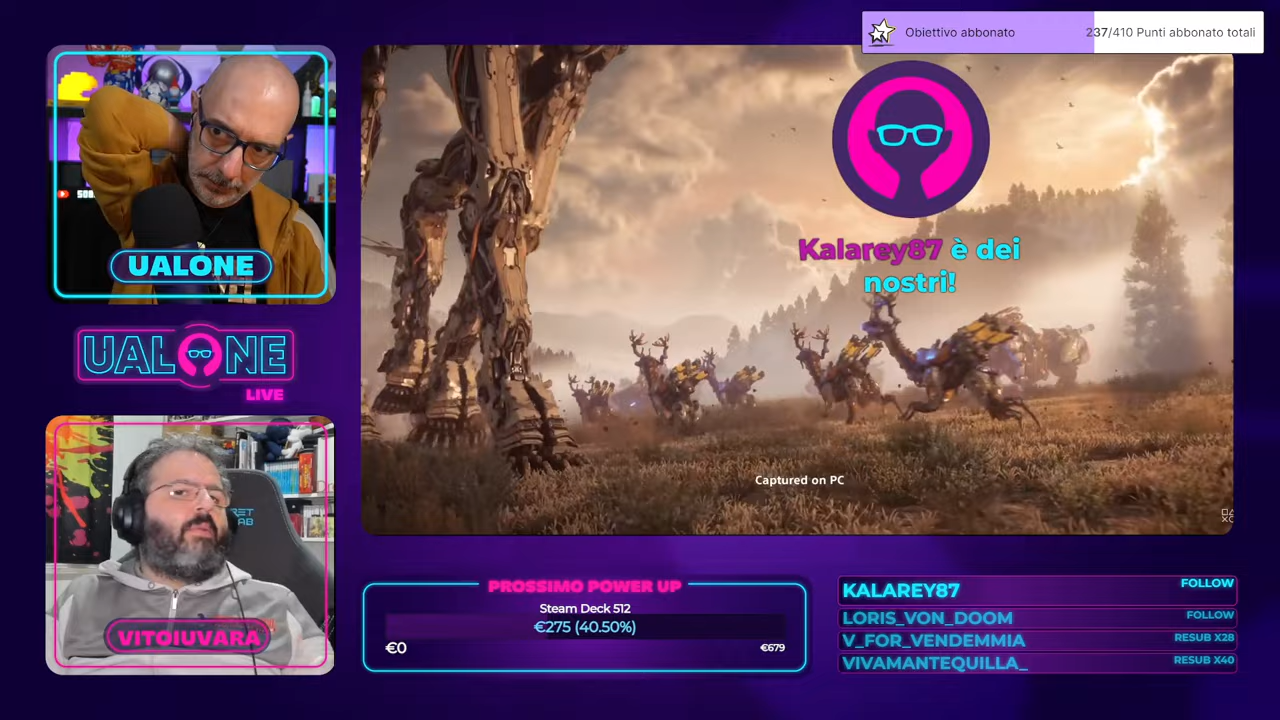 Obiettivo abbonato
237/410 Punti abbonato totali
UALONE
Kalarey87 è dei
nostri!
UALONE
LIVE
Captured on PC
VITOIUVARA
PROSSIMO POWER UP
Steam Deck 512
€275 (40.50%)
€0
€679
KALAREY87
FOLLOW
LORIS_VON_DOOM
FOLLOW
V_FOR_VENDEMMIA
RESUB X28
VIVAMANTEQUILLA_
RESUB X40